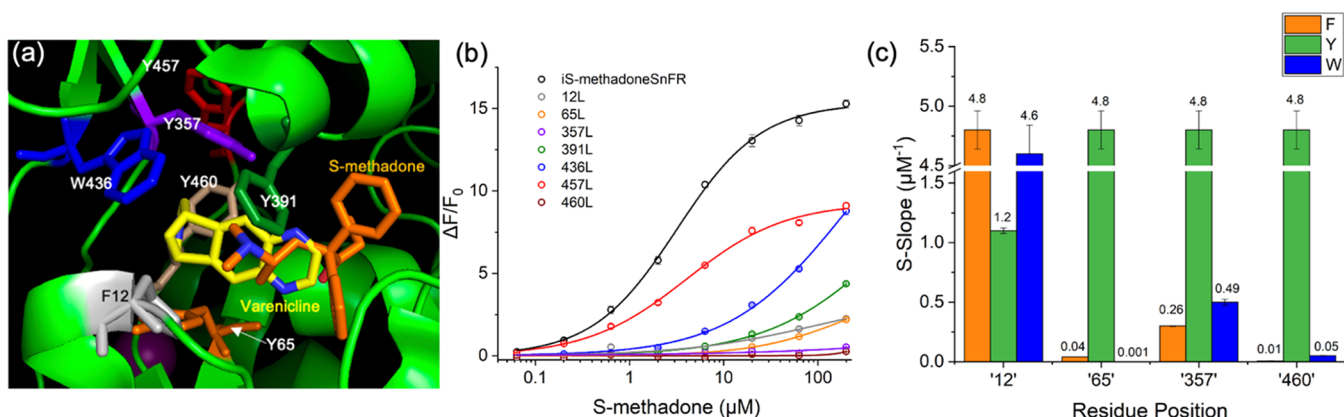 (a)
Y457
Y357
S-methadone
W436
Y460
Y391
F12
Varenicline
Y65
(b)
ΔF/F0
15
10
5
0
iS-methadoneSnFR
12L
65L
357L
391L
436L
457L
460L
0.1
1
10
100
S-methadone (µM)
(c)
F
Y
W
S-Slope (µM⁻¹)
5.5
5.0
4.5
1.5
1.0
0.5
0.0
4.8
1.2
4.6
0.04
4.8
0.001
0.26
4.8
0.49
0.01
4.8
0.05
'12'
'65'
'357'
'460'
Residue Position